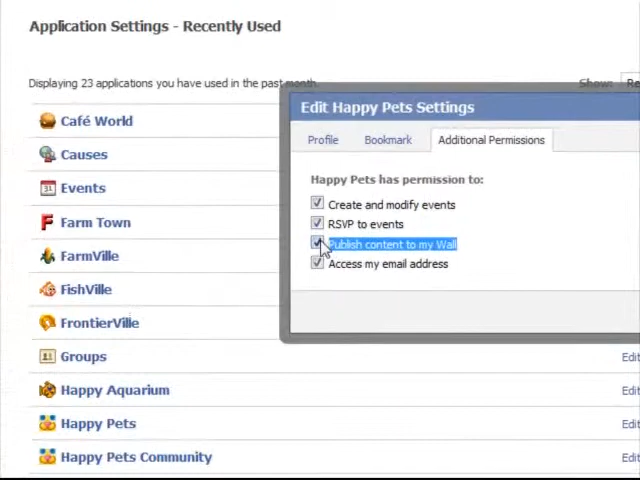 Application Settings - Recently Used
Displaying 23 applications you have used in the past month.
Show:
Edit Happy Pets Settings
Profile
Bookmark
Additional Permissions
Happy Pets has permission to:
Create and modify events
RSVP to events
Publish content to my Wall
Access my email address
Café World
Causes
31 Events
Farm Town
FarmVille
FishVille
FrontierVille
Groups
Edit
Happy Aquarium
Edit
Happy Pets
Edit
Happy Pets Community
Edit